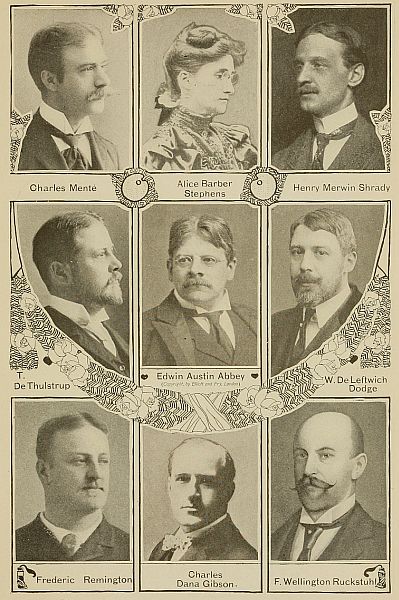 Charles Mente
Alice Barber
Stephens
Henry Merwin Shrady
T.
De Thulstrup
Edwin Austin Abbey
(Copyright, by Elliott and Fry, London)
W. De Leftwich
Dodge
Frederic Remington
Charles
Dana Gibson.
F. Wellington Ruckstuhl